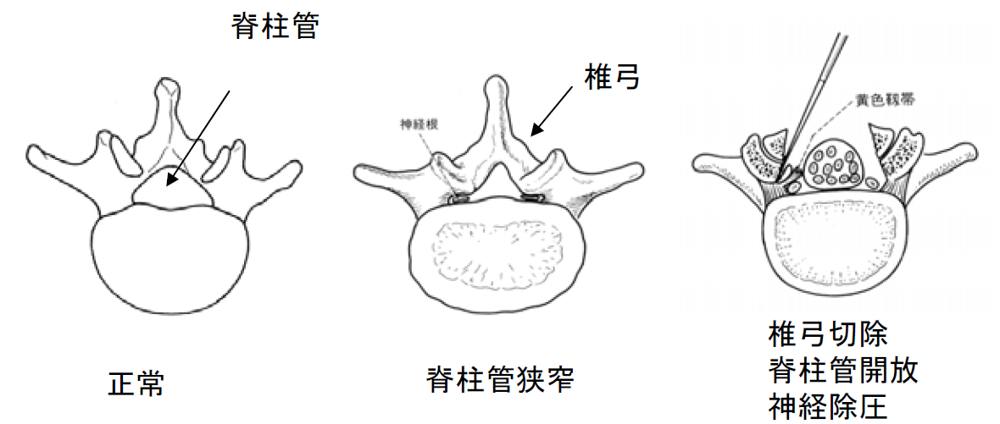 脊柱管
椎弓
神経根
黄色靱帯
正常
脊柱管狭窄
椎弓切除
脊柱管開放
神経除圧